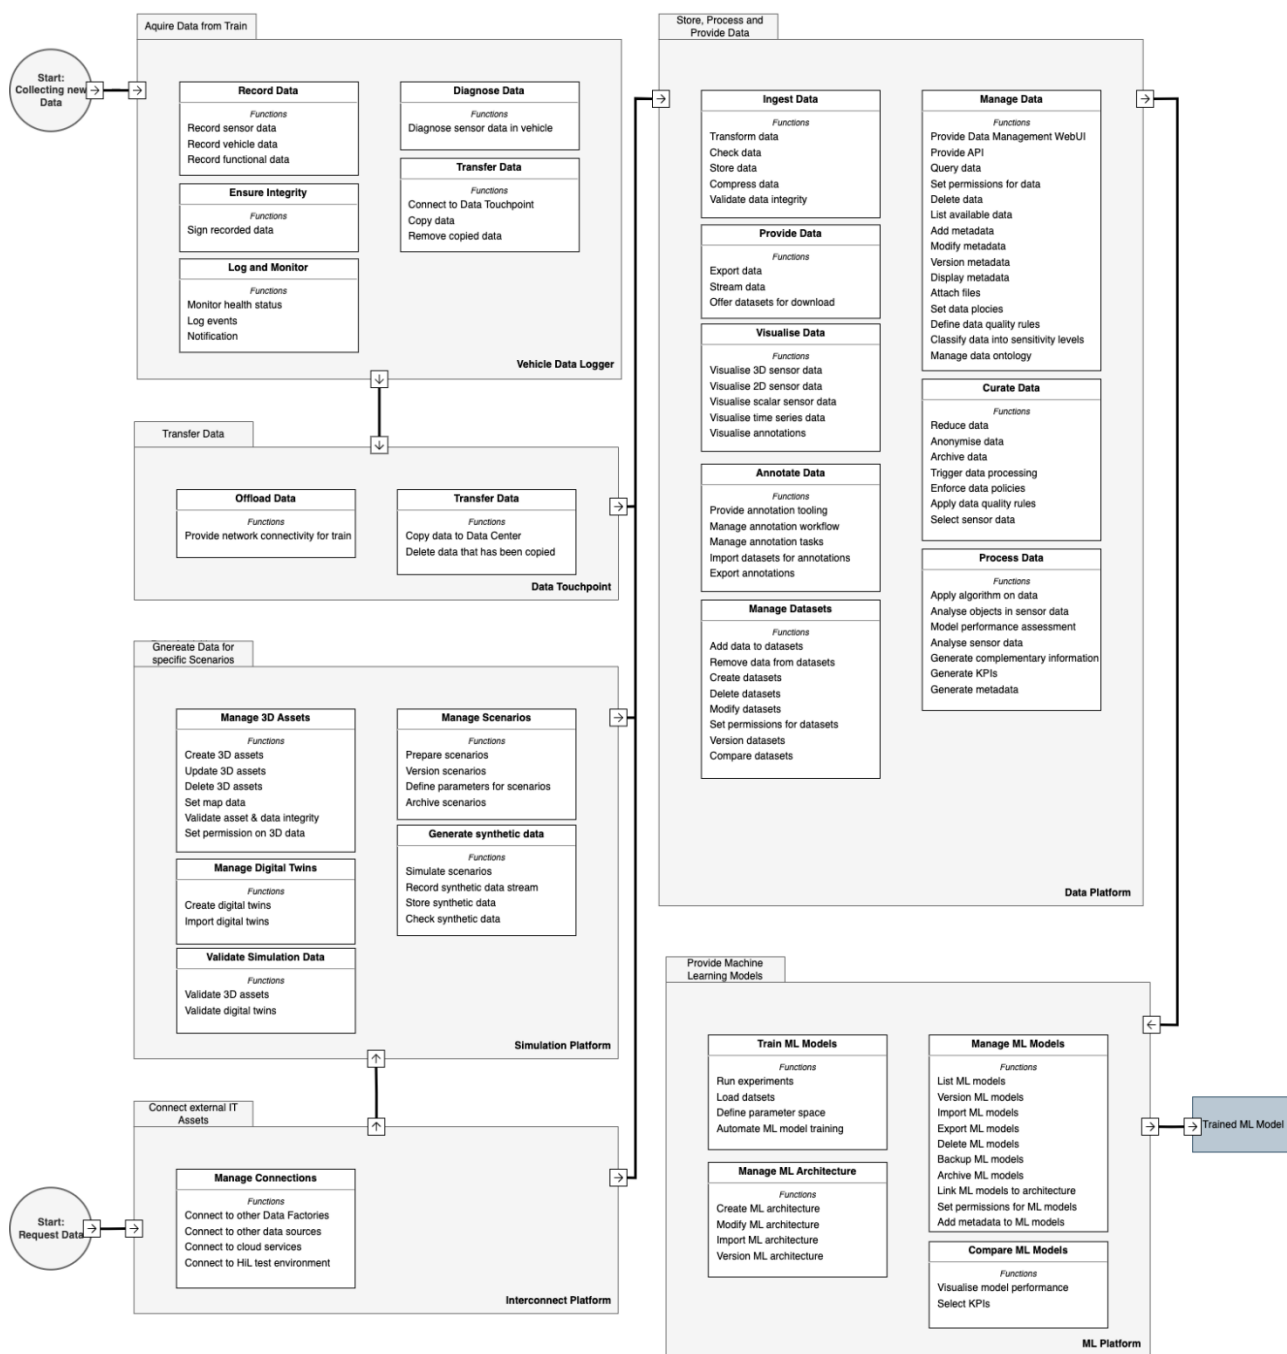 Aquire Data from Train
Start:
Collecting new
Data
Record Data
Functions
Record sensor data
Record vehicle data
Record functional data
Ensure Integrity
Functions
Sign recorded data
Log and Monitor
Functions
Monitor health status
Log events
Notification
Diagnose Data
Functions
Diagnose sensor data in vehicle
Transfer Data
Functions
Connect to Data Touchpoint
Copy data
Remove copied data
Vehicle Data Logger
Transfer Data
Offload Data
Functions
Provide network connectivity for train
Transfer Data
Functions
Copy data to Data Center
Delete data that has been copied
Data Touchpoint
Gnereate Data for
specific Scenarios
Manage 3D Assets
Functions
Create 3D assets
Update 3D assets
Delete 3D assets
Set map data
Validate asset & data integrity
Set permission on 3D data
Manage Digital Twins
Functions
Create digital twins
Import digital twins
Validate Simulation Data
Functions
Validate 3D assets
Validate digital twins
Manage Scenarios
Functions
Prepare scenarios
Version scenarios
Define parameters for scenarios
Archive scenarios
Generate synthetic data
Functions
Simulate scenarios
Record synthetic data stream
Store synthetic data
Check synthetic data
Simulation Platform
Connect external IT
Assets
Start:
Request Data
Manage Connections
Functions
Connect to other Data Factories
Connect to other data sources
Connect to cloud services
Connect to HiL test environment
Interconnect Platform
Store, Process and
Provide Data
Ingest Data
Functions
Transform data
Check data
Store data
Compress data
Validate data integrity
Provide Data
Functions
Export data
Stream data
Offer datasets for download
Visualise Data
Functions
Visualise 3D sensor data
Visualise 2D sensor data
Visualise scalar sensor data
Visualise time series data
Visualise annotations
Annotate Data
Functions
Provide annotation tooling
Manage annotation workflow
Manage annotation tasks
Import datasets for annotations
Export annotations
Manage Datasets
Functions
Add data to datasets
Remove data from datasets
Create datasets
Delete datasets
Modify datasets
Set permissions for datasets
Version datasets
Compare datasets
Manage Data
Functions
Provide Data Management WebUI
Provide API
Query data
Set permissions for data
Delete data
List available data
Add metadata
Modify metadata
Version metadata
Display metadata
Attach files
Set data plocies
Define data quality rules
Classify data into sensitivity levels
Manage data ontology
Curate Data
Functions
Reduce data
Anonymise data
Archive data
Trigger data processing
Enforce data policies
Apply data quality rules
Select sensor data
Process Data
Functions
Apply algorithm on data
Analyse objects in sensor data
Model performance assessment
Analyse sensor data
Generate complementary information
Generate KPIs
Generate metadata
Data Platform
Provide Machine
Learning Models
Train ML Models
Functions
Run experiments
Load datsets
Define parameter space
Automate ML model training
Manage ML Architecture
Functions
Create ML architecture
Modify ML architecture
Import ML architecture
Version ML architecture
Manage ML Models
Functions
List ML models
Version ML models
Import ML models
Export ML models
Delete ML models
Backup ML models
Archive ML models
Link ML models to architecture
Set permissions for ML models
Add metadata to ML models
Compare ML Models
Functions
Visualise model performance
Select KPIs
ML Platform
Trained ML Model